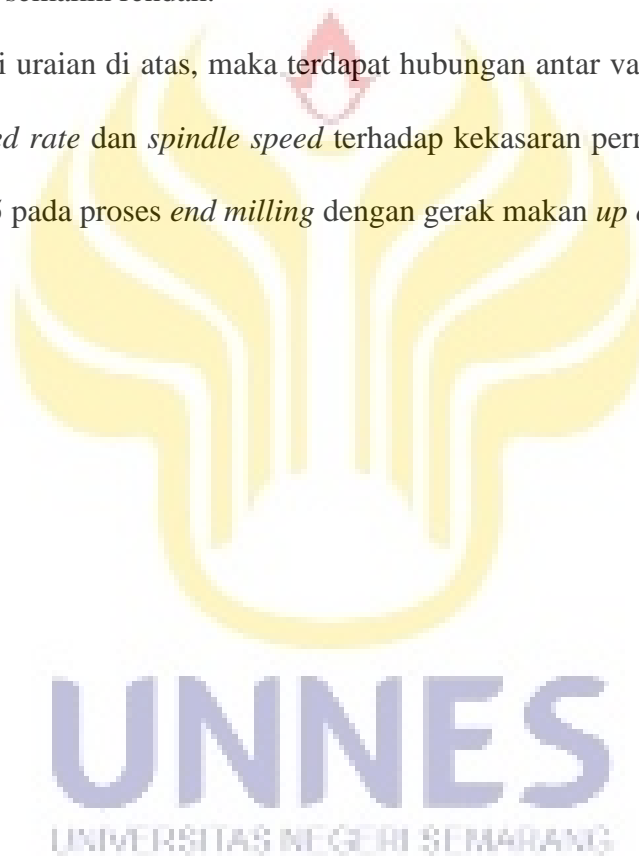 semakin rendah.
i uraian di atas, maka terdapat hubungan antar va
ed rate dan spindle speed terhadap kekasaran perm
pada proses end milling dengan gerak makan up
UNNES
UNIVERSITAS NEGERI SEMARANG